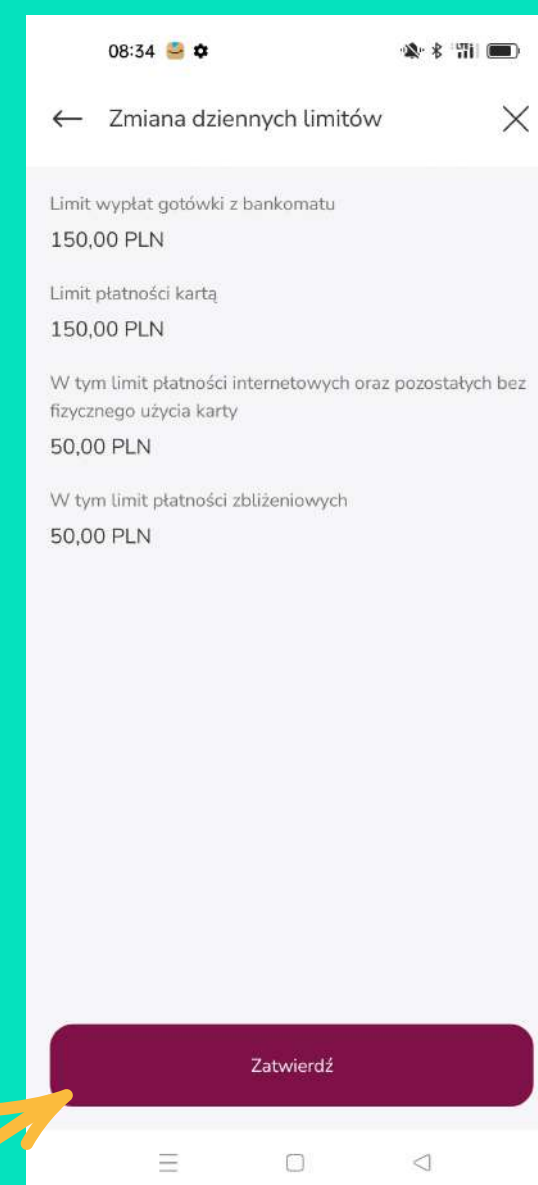 08:34
Zmiana dziennych limitów
Limit wypłat gotówki z bankomatu
150,00 PLN
Limit płatności kartą
150,00 PLN
W tym limit płatności internetowych oraz pozostałych bez
fizycznego użycia karty
50,00 PLN
W tym limit płatności zbliżeniowych
50,00 PLN
Zatwierdź